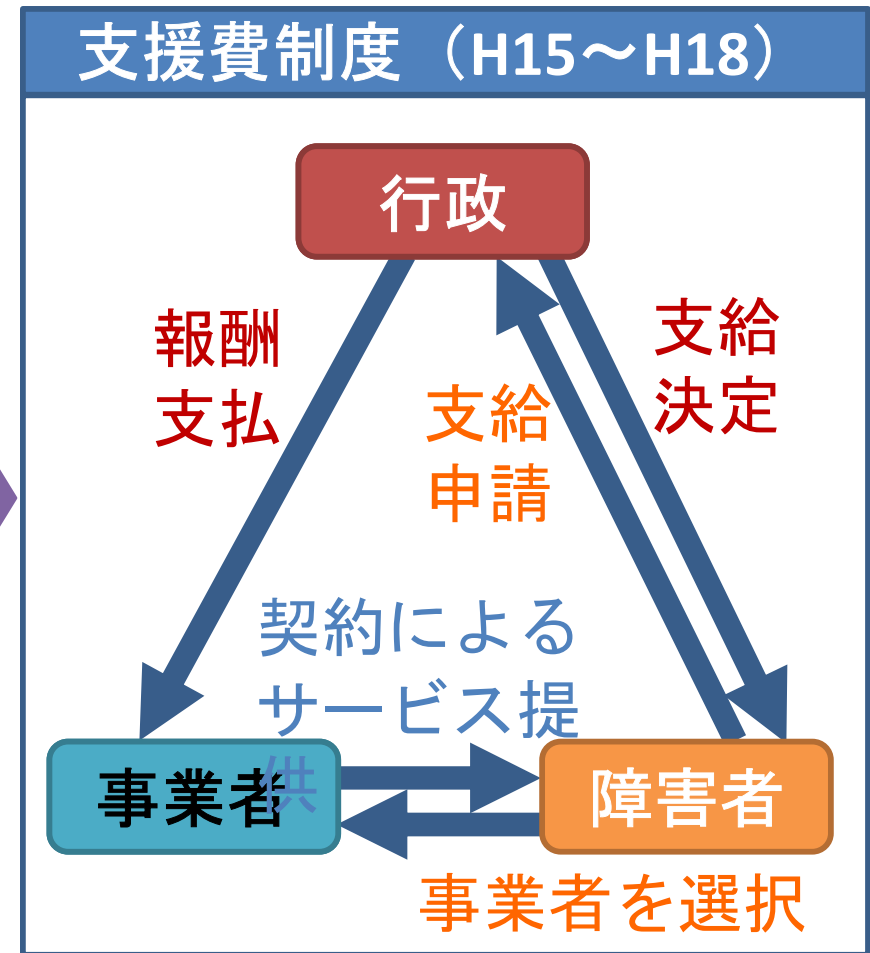 支援費制度（H15～H18）
行政
報酬
支払
支給
申請
支給
決定
契約による
サービス提
供
事業者
障害者
事業者を選択